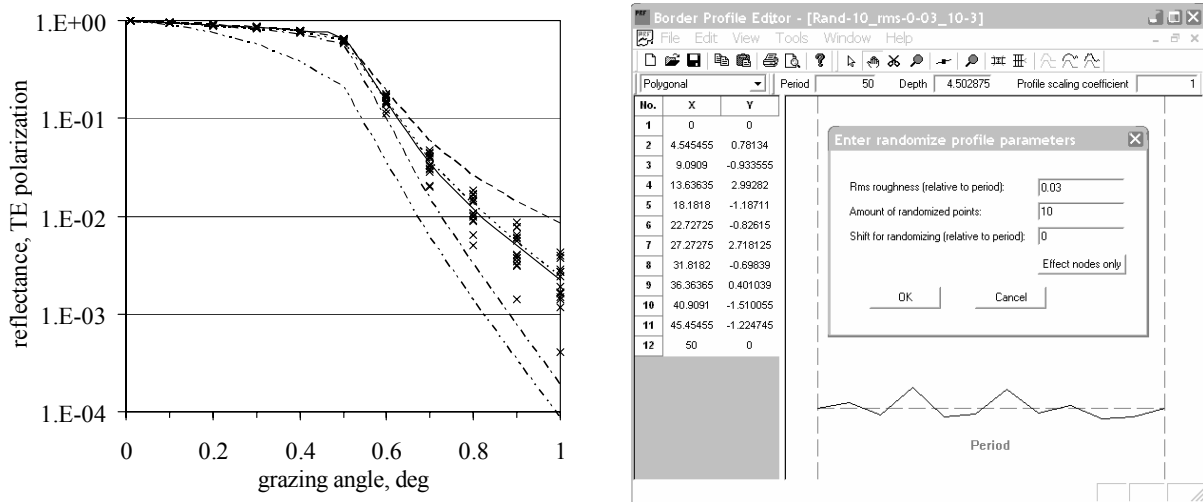 1.E+00
1.E-01
1.E-02
1.E-03
1.E-04
reflectance, TE polarization
0 0.2 0.4 0.6 0.8 1
grazing angle, deg
Border Profile Editor - [Rand-10_rms-0-03_10-3]
File Edit View Tools Window Help
Polygonal Period 50 Depth 4.502875 Profile scaling coefficient 1
No. X Y
1 0 0
2 4.545455 0.78134
3 9.0909 -0.933555
4 13.63635 2.99282
5 18.1818 -1.18711
6 22.72725 -0.82615
7 27.27275 2.718125
8 31.8182 -0.69839
9 36.36365 0.401039
10 40.9091 -1.510055
11 45.45455 -1.224745
12 50 0
Enter randomize profile parameters
Rms roughness (relative to period): 0.03
Amount of randomized points: 10
Shift for randomizing (relative to period): 0
Effect nodes only
OK Cancel
Period